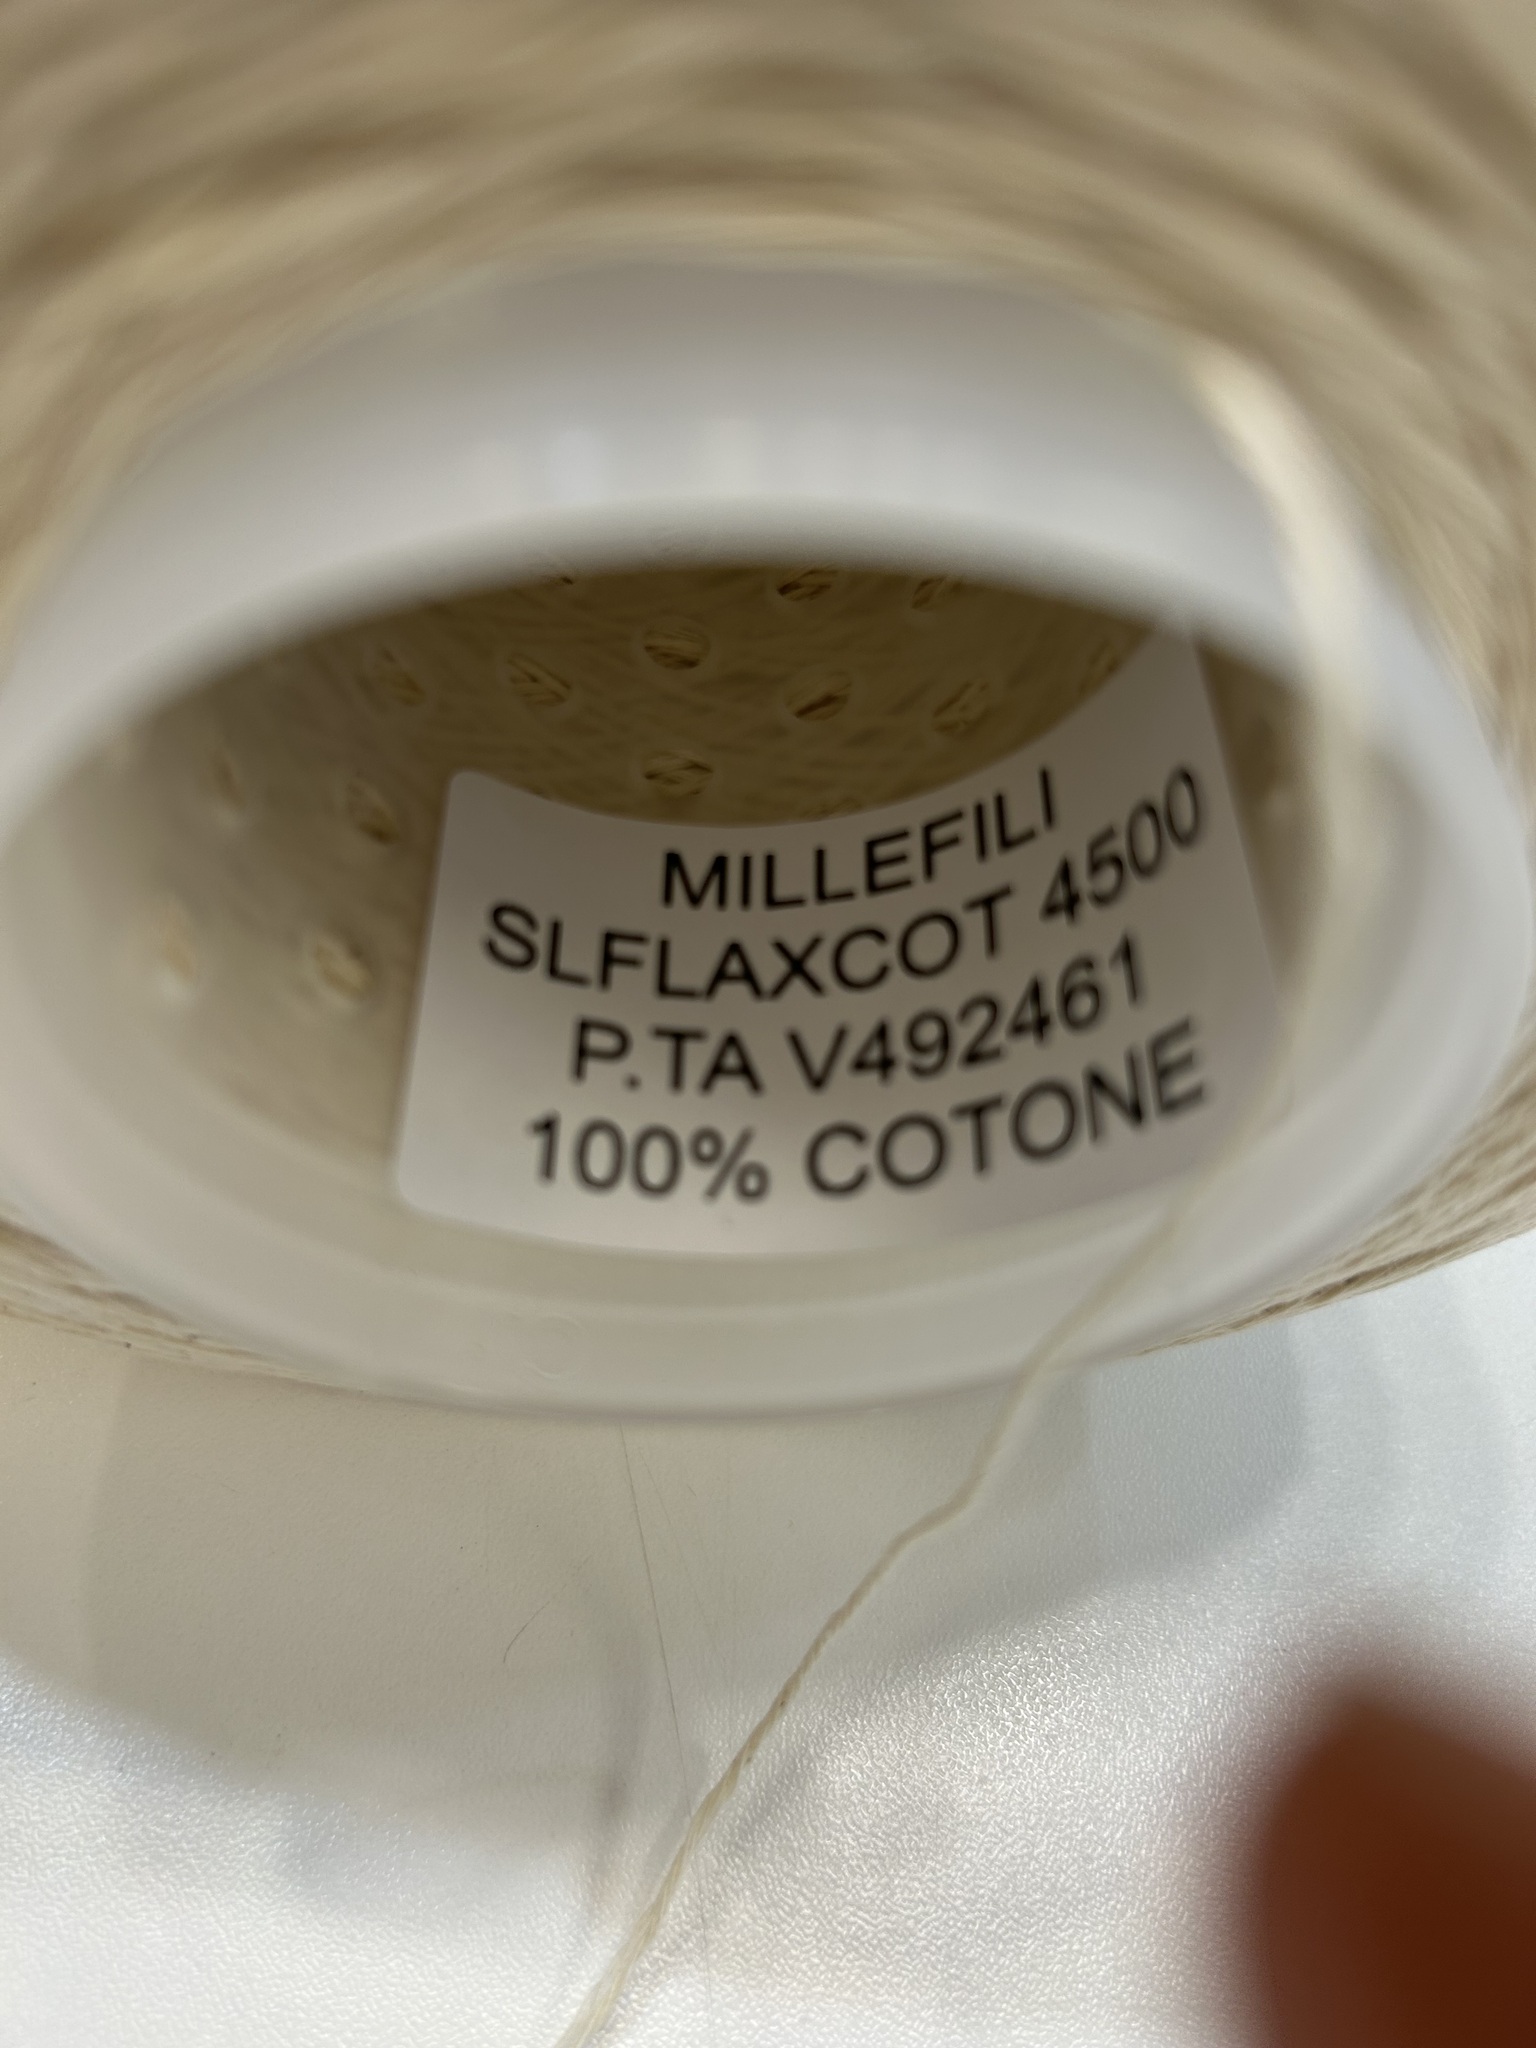 MILLEFILI
SLFLAXCOT 4500
P.TA V492461
100% COTONE